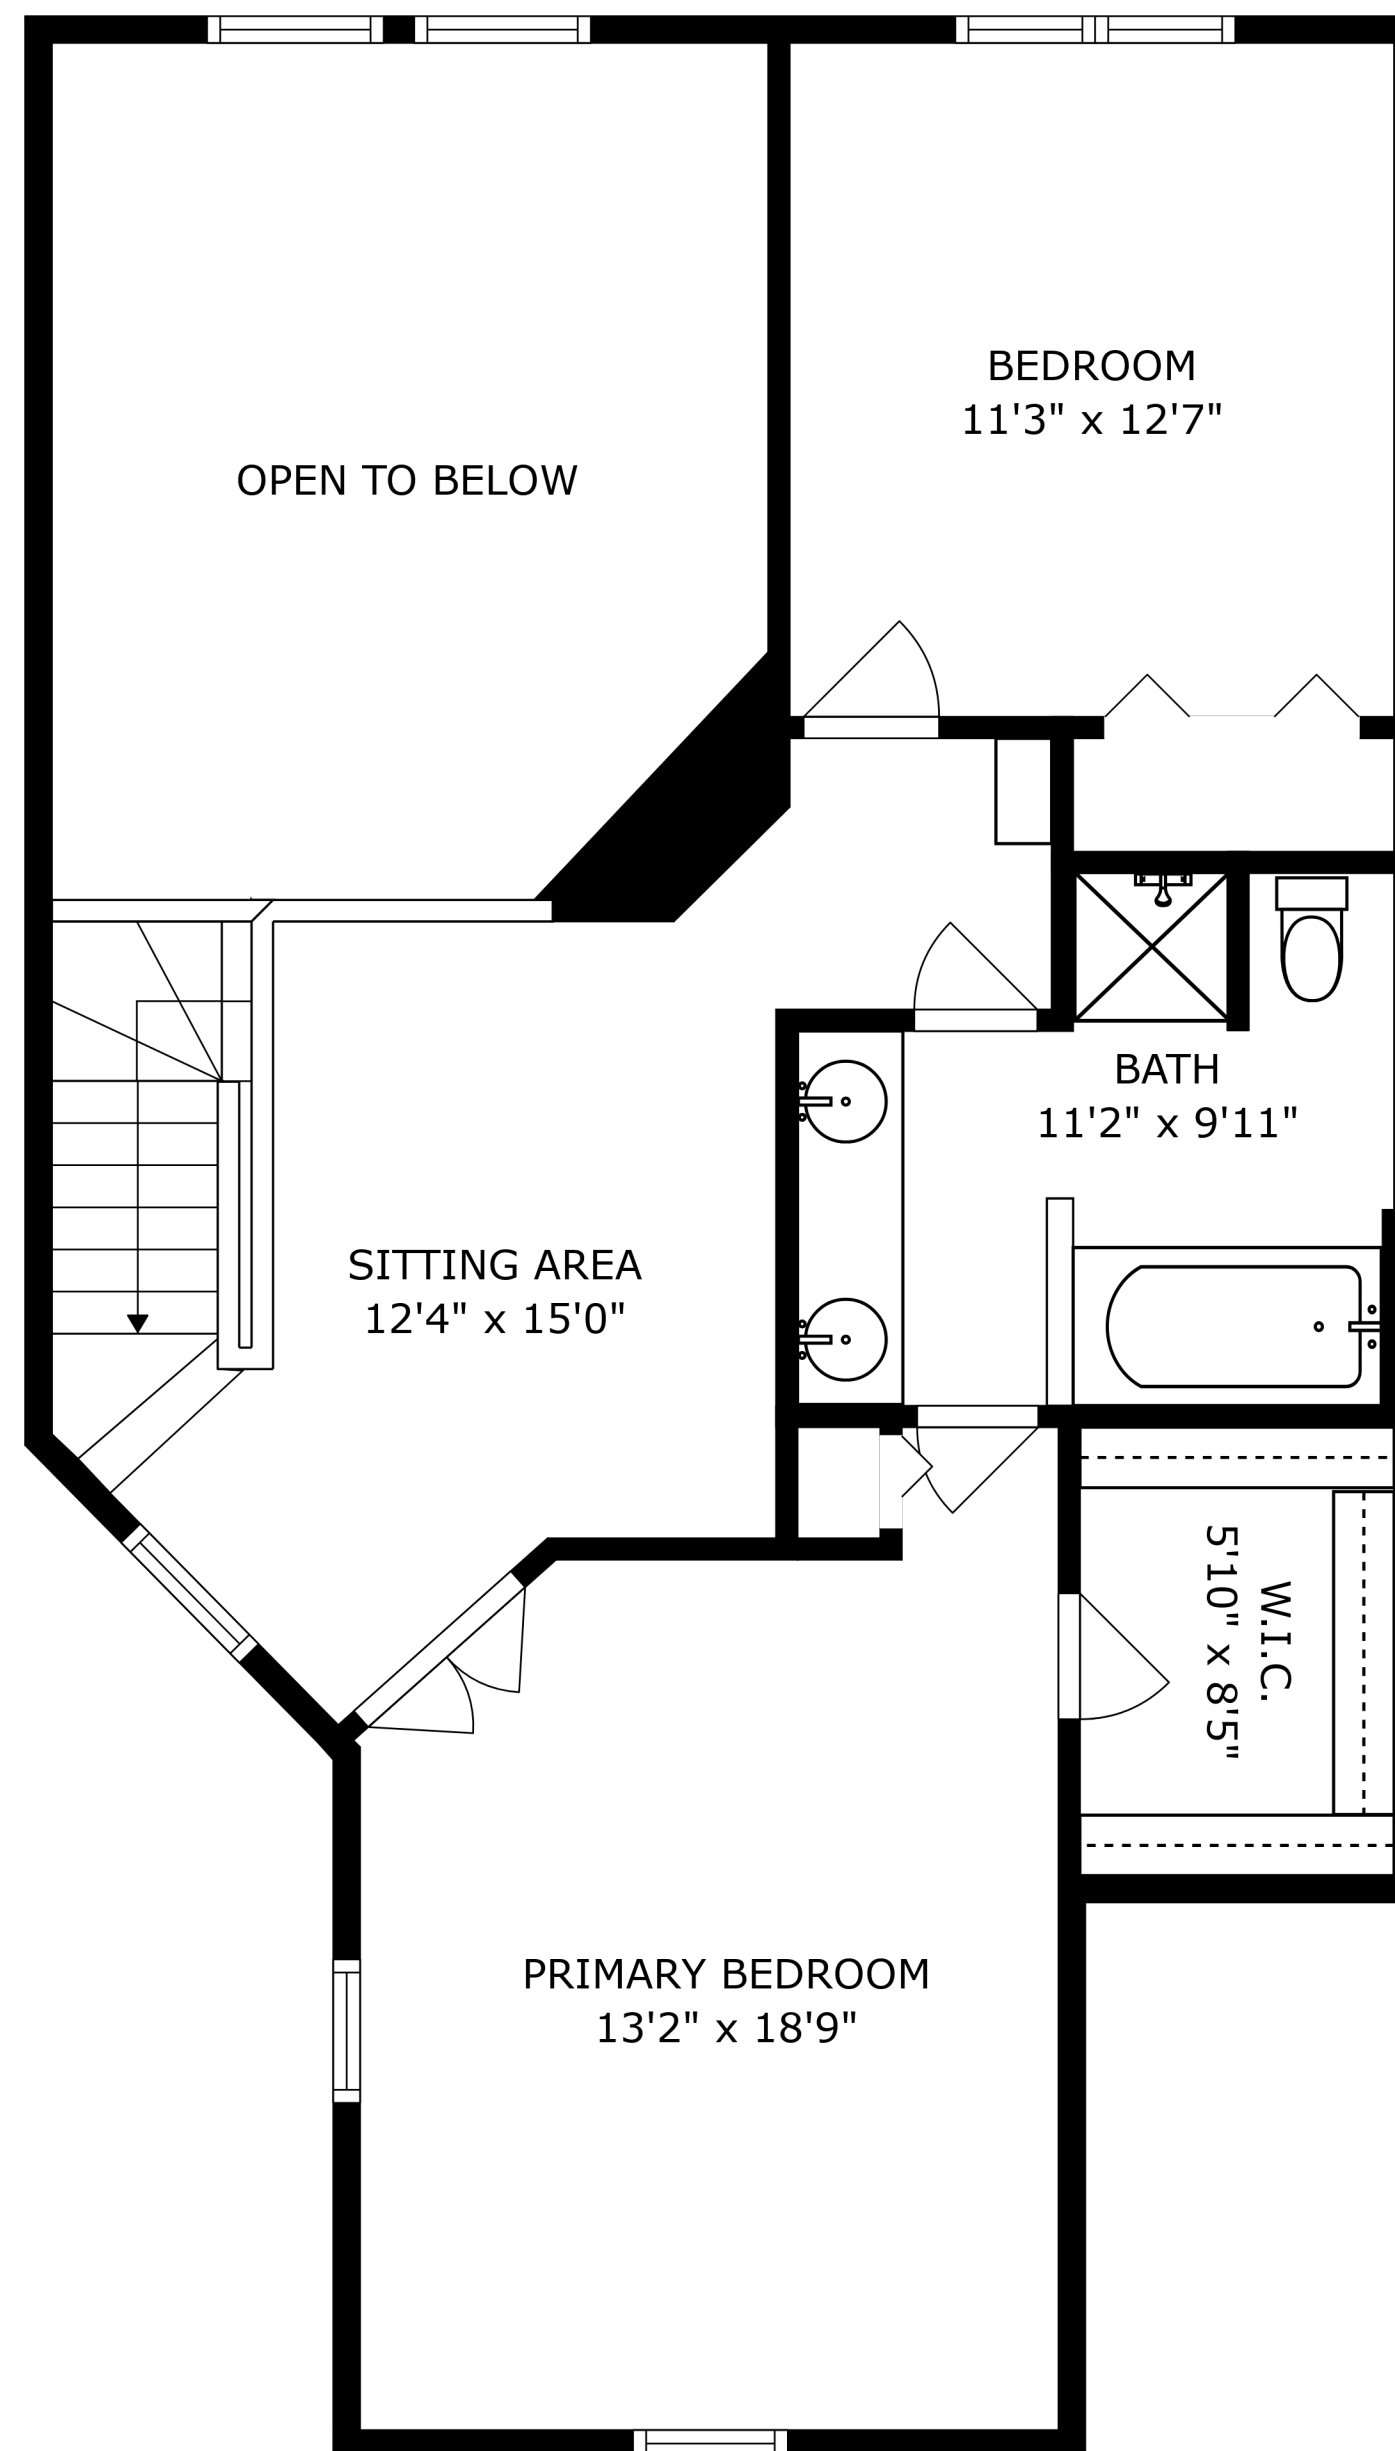 BEDROOM
11'3" x 12'7"
OPEN TO BELOW
BATH
11'2" x 9'11"
SITTING AREA
12'4" x 15'0"
W.I.C.
5'10" x 8'5"
PRIMARY BEDROOM
13'2" x 18'9"